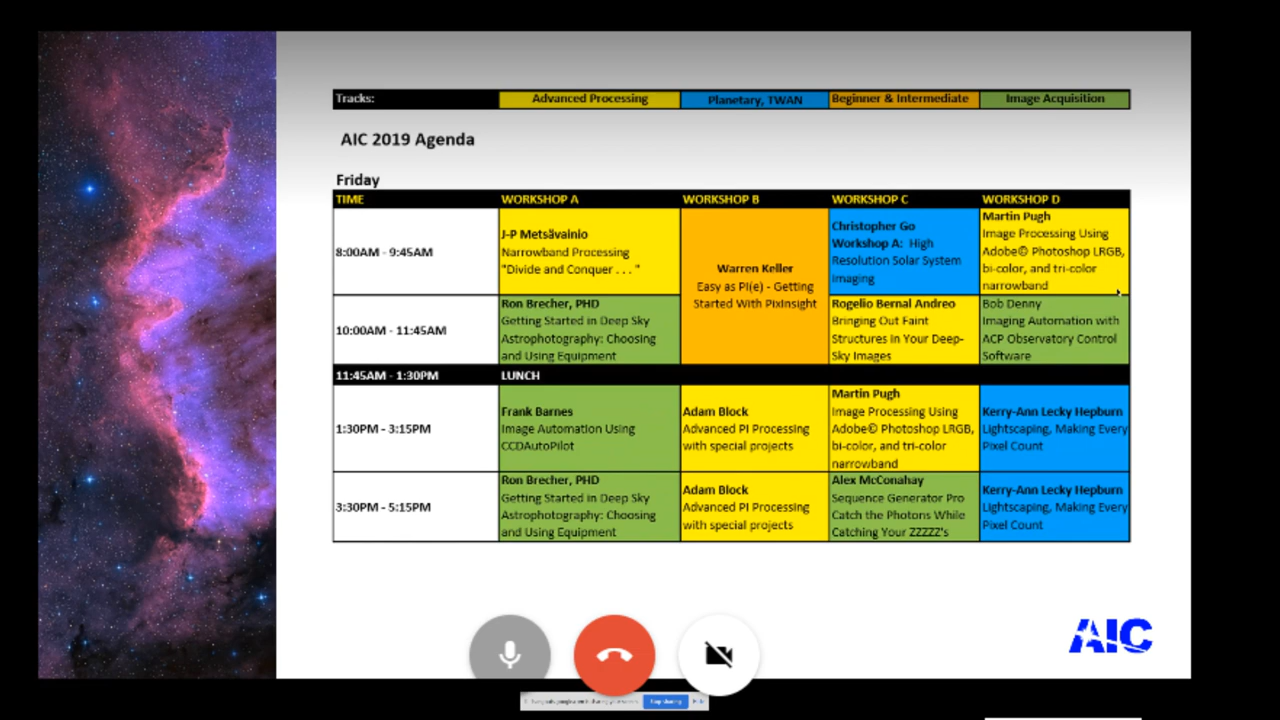 Tracks: Advanced Processing Planetary, TWAN Beginner & Intermediate Image Acquisition
AIC 2019 Agenda
Friday
TIME WORKSHOP A WORKSHOP B WORKSHOP C WORKSHOP D
8:00AM - 9:45AM
J-P Metsävainio
Narrowband Processing
"Divide and Conquer . . . "
Warren Keller
Easy as PI(e) - Getting
Started With PixInsight
Christopher Go
Workshop A: High
Resolution Solar System
Imaging
Martin Pugh
Image Processing Using
Adobe© Photoshop LRGB,
bi-color, and tri-color
narrowband
10:00AM - 11:45AM
Ron Brecher, PHD
Getting Started in Deep Sky
Astrophotography: Choosing
and Using Equipment
Rogelio Bernal Andreo
Bringing Out Faint
Structures in Your Deep-
Sky Images
Bob Denny
Imaging Automation with
ACP Observatory Control
Software
11:45AM - 1:30PM LUNCH
1:30PM - 3:15PM
Frank Barnes
Image Automation Using
CCDAutoPilot
Adam Block
Advanced PI Processing
with special projects
Martin Pugh
Image Processing Using
Adobe© Photoshop LRGB,
bi-color, and tri-color
narrowband
Kerry-Ann Lecky Hepburn
Lightscaping, Making Every
Pixel Count
3:30PM - 5:15PM
Ron Brecher, PHD
Getting Started in Deep Sky
Astrophotography: Choosing
and Using Equipment
Adam Block
Advanced PI Processing
with special projects
Alex McConahay
Sequence Generator Pro
Catch the Photons While
Catching Your ZZZZZ's
Kerry-Ann Lecky Hepburn
Lightscaping, Making Every
Pixel Count
AIC
Stop sharing